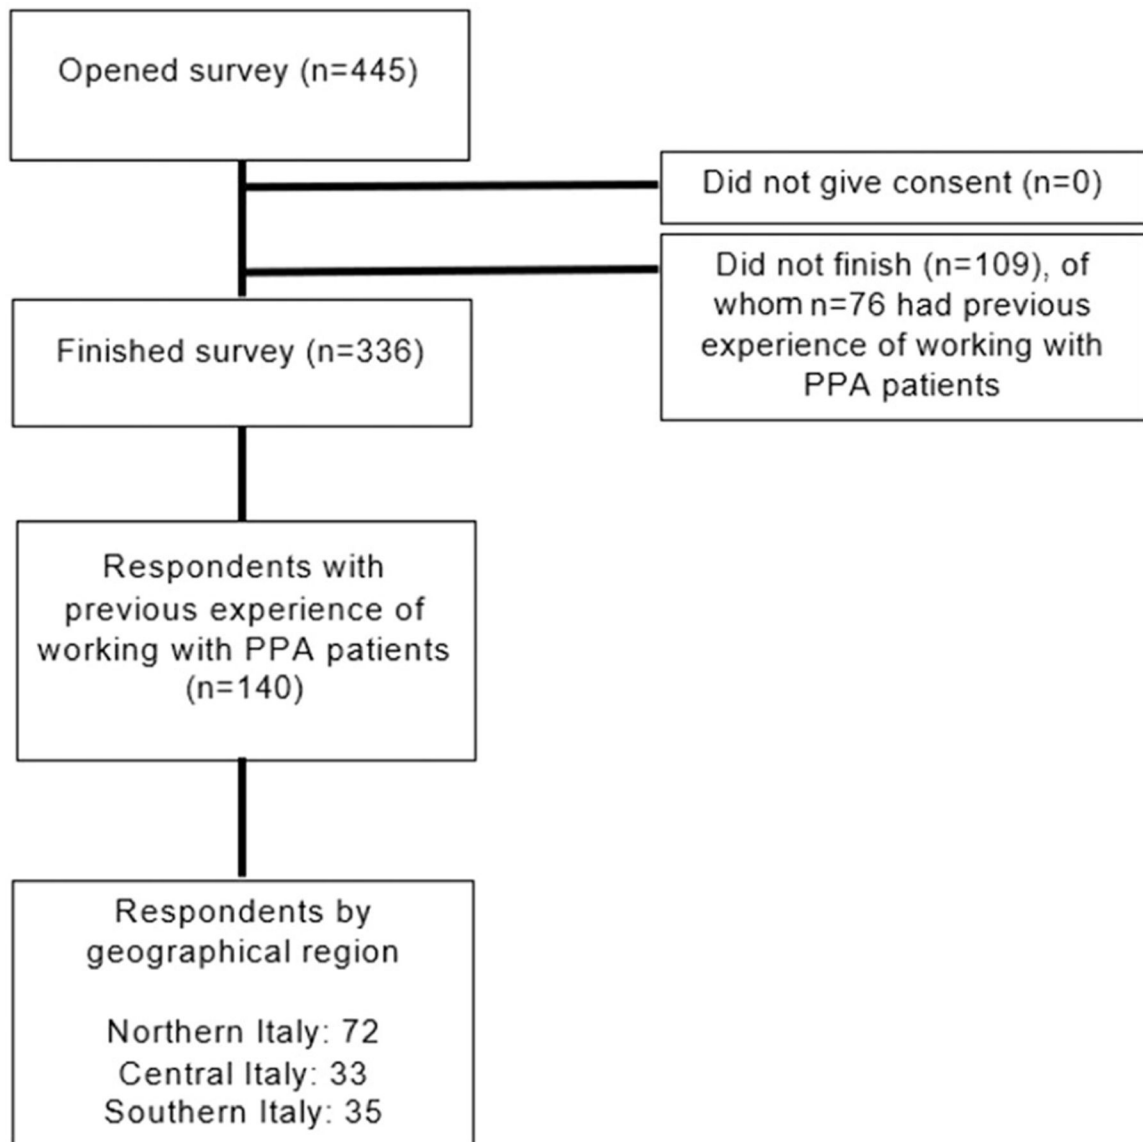 Opened survey (n=445)
Did not give consent (n=0)
Did not finish (n=109), of
whom n=76 had previous
experience of working with
PPA patients
Finished survey (n=336)
Respondents with
previous experience of
working with PPA patients
(n=140)
Respondents by
geographical region
Northern Italy: 72
Central Italy: 33
Southern Italy: 35